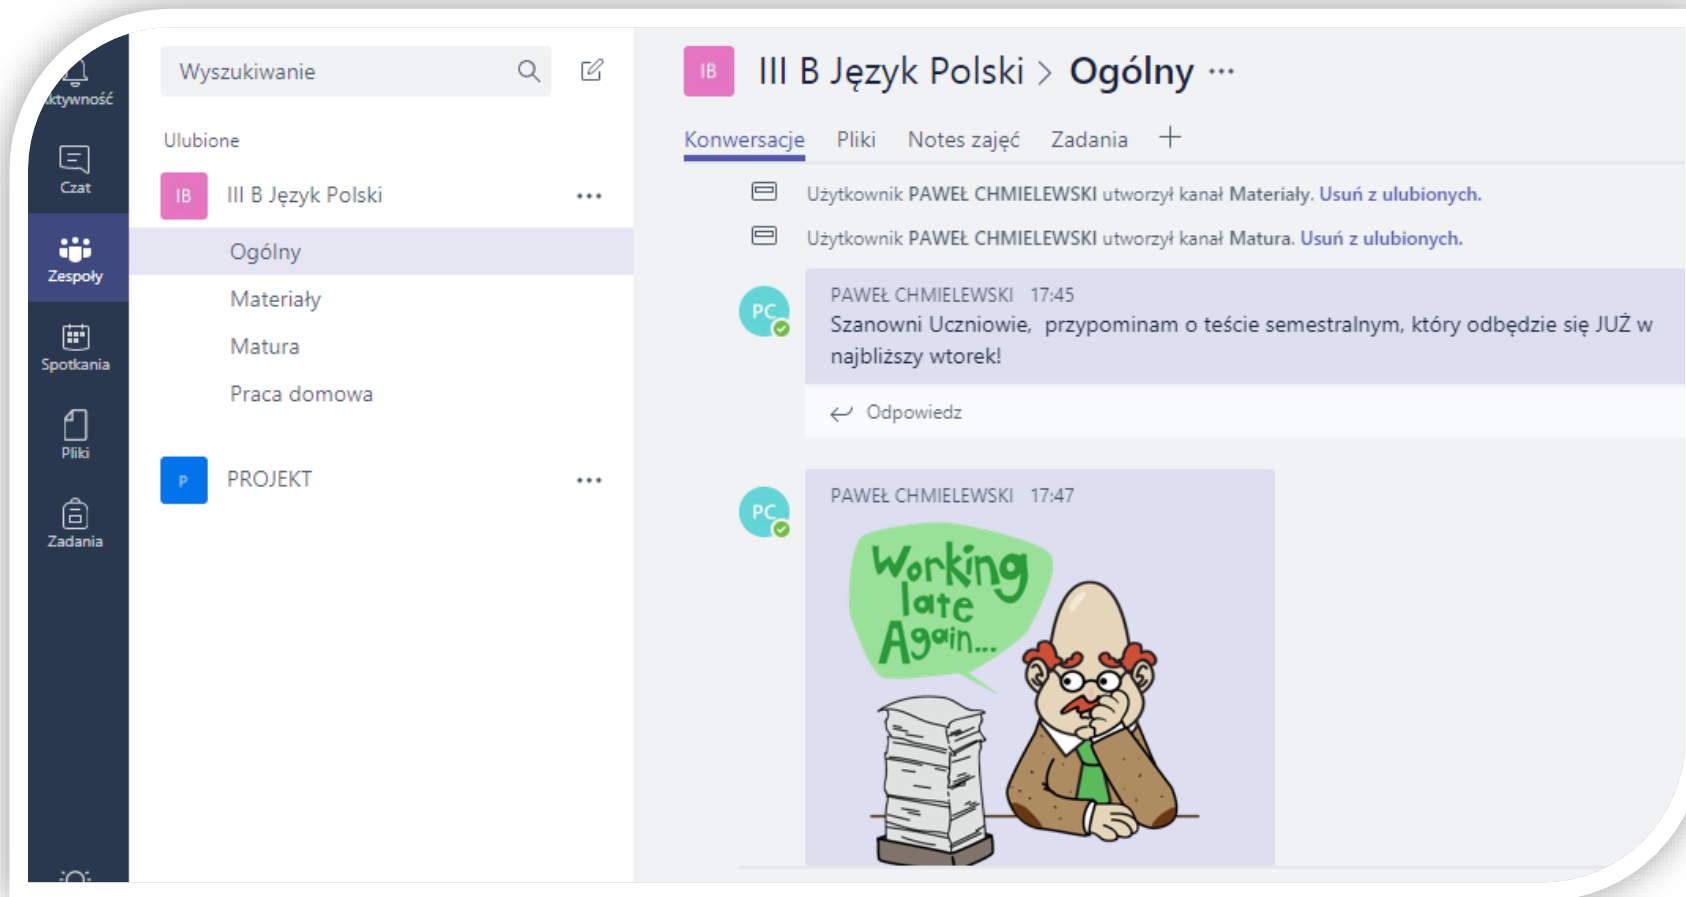 ktywność
Czat
Zespoły
Spotkania
Pliki
Zadania
Wyszukiwanie
Ulubione
IB III B Język Polski
Ogólny
Materiały
Matura
Praca domowa
P PROJEKT
IB III B Język Polski > Ogólny ...
Konwersacje Pliki Notes zajęć Zadania +
Użytkownik PAWEŁ CHMIELEWSKI utworzył kanał Materiały. Usuń z ulubionych.
Użytkownik PAWEŁ CHMIELEWSKI utworzył kanał Matura. Usuń z ulubionych.
PC
PAWEŁ CHMIELEWSKI 17:45
Szanowni Uczniowie, przypominam o teście semestralnym, który odbędzie się JUŻ w
najbliższy wtorek!
Odpowiedz
PC
PAWEŁ CHMIELEWSKI 17:47
Working
late
Again...